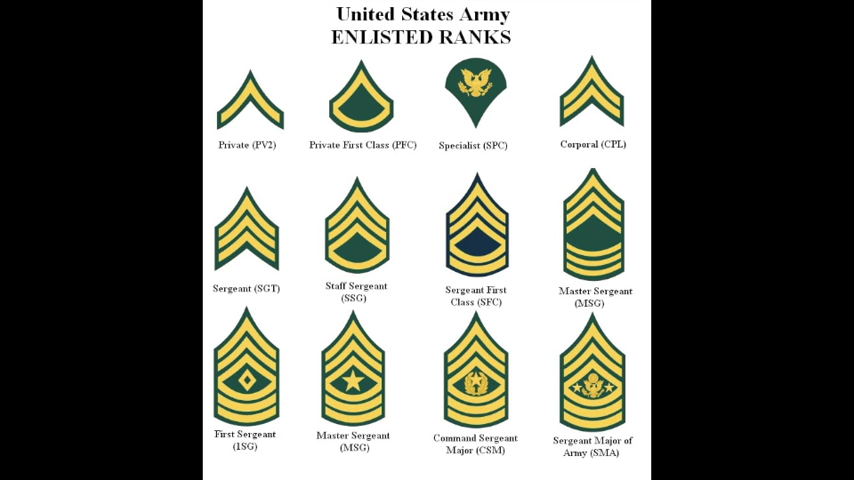 United States Army
ENLISTED RANKS
Private (PV2)
Private First Class (PFC)
Specialist (SPC)
Corporal (CPL)
Sergeant (SGT)
Staff Sergeant
(SSG)
Sergeant First
Class (SFC)
Master Sergeant
(MSG)
First Sergeant
(1SG)
Master Sergeant
(MSG)
Command Sergeant
Major (CSM)
Sergeant Major of
Army (SMA)